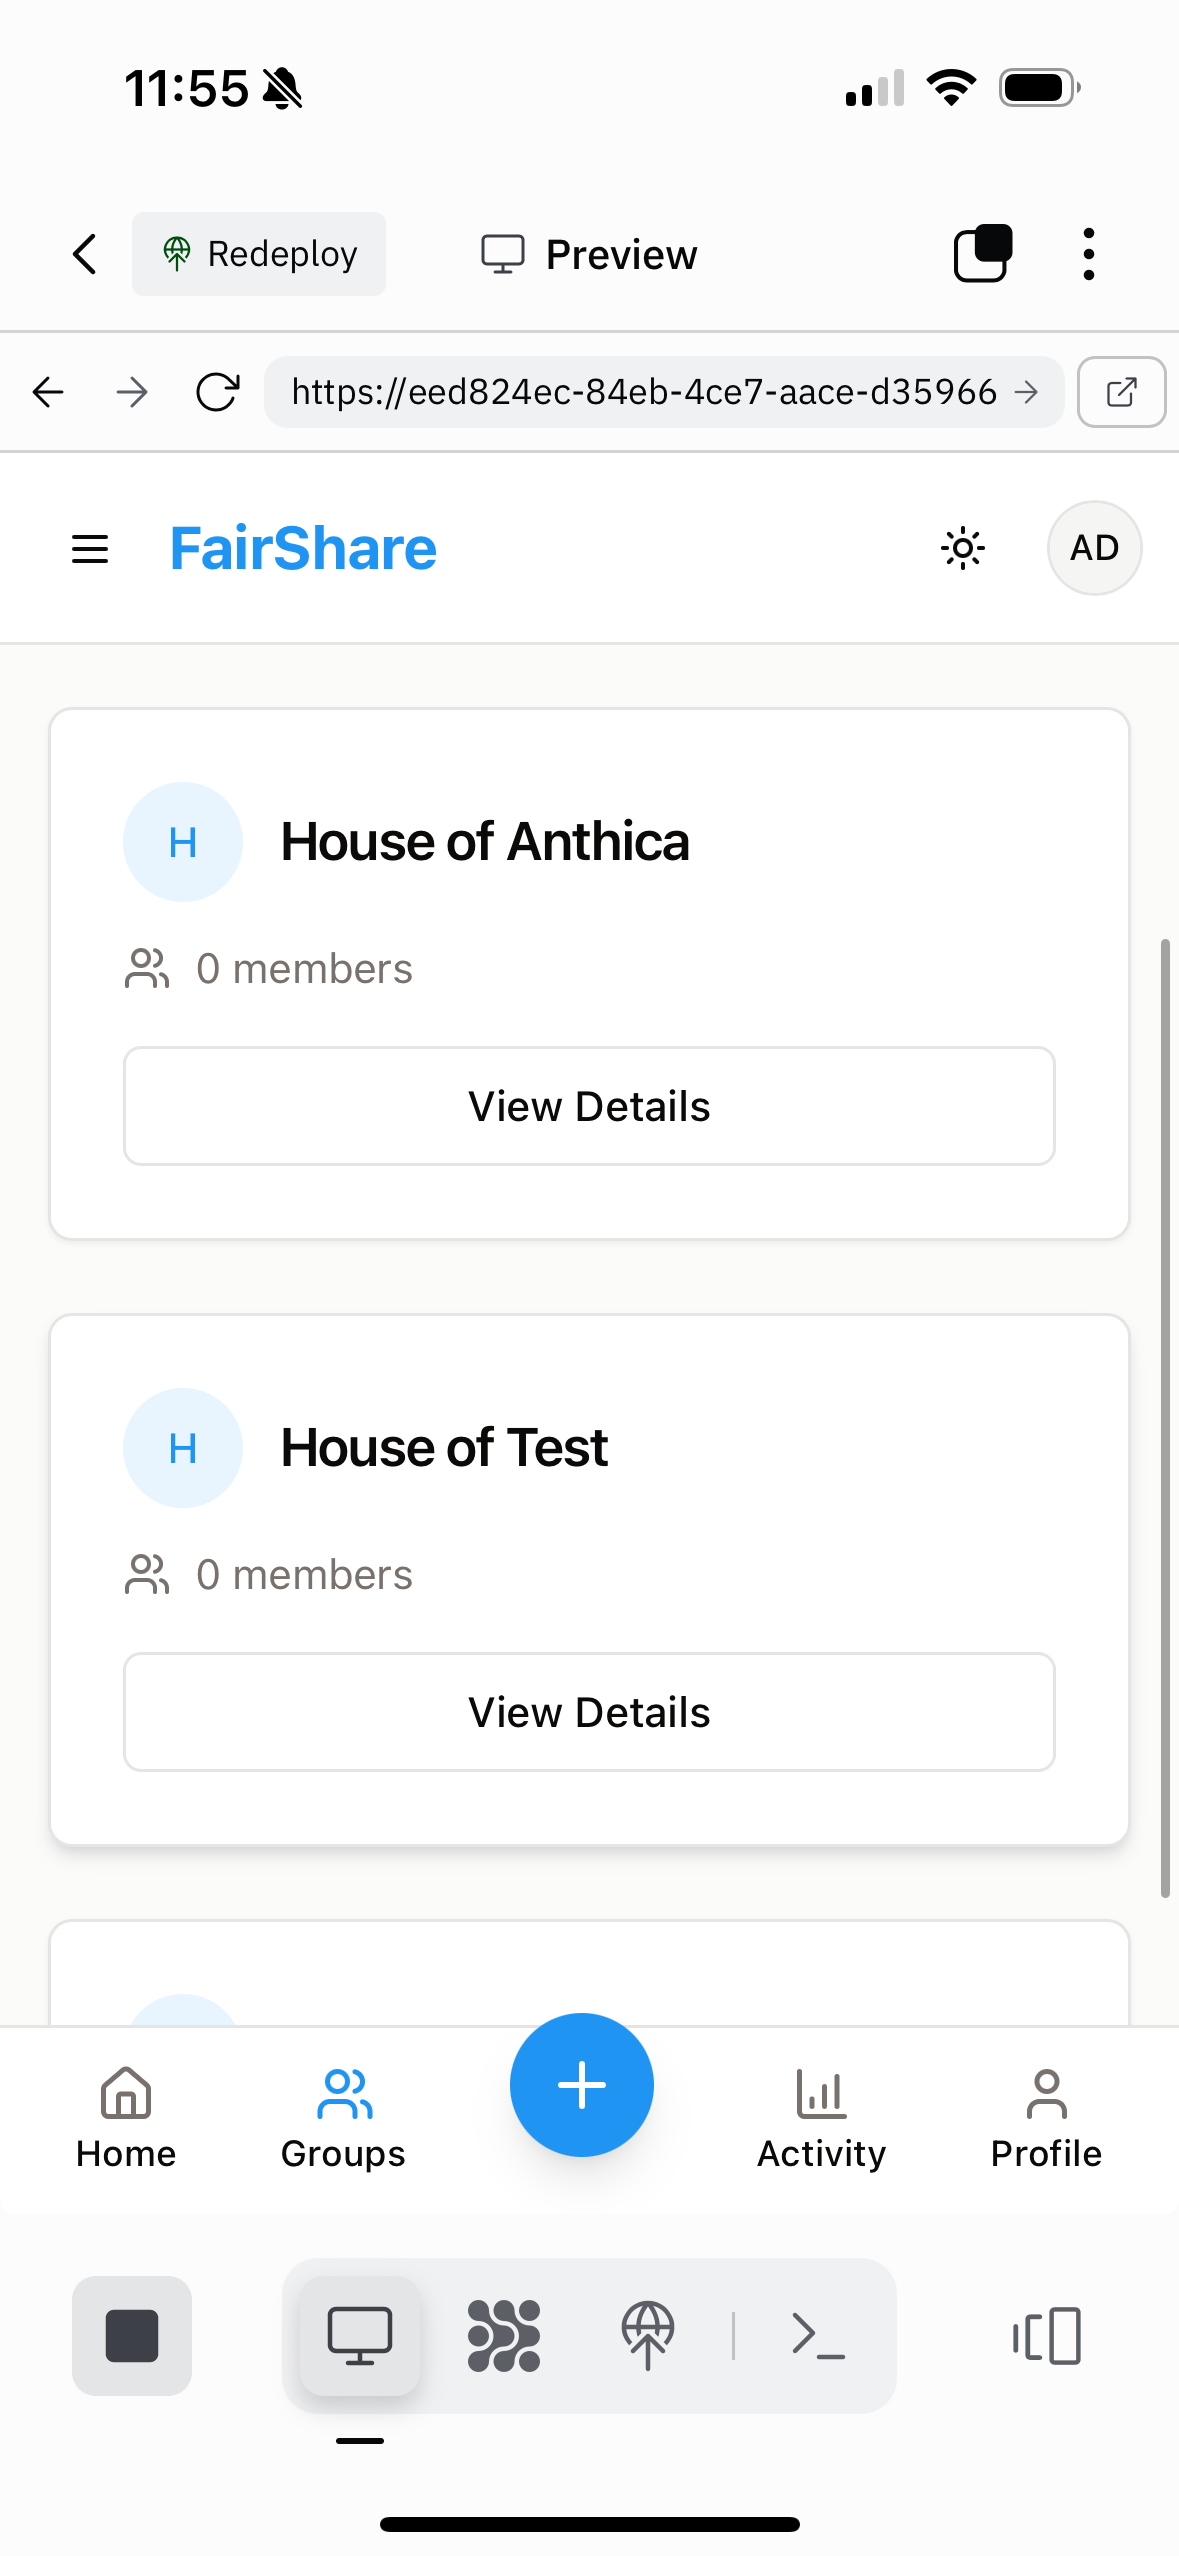 11:55
Redeploy
Preview
https://eed824ec-84eb-4ce7-aace-d35966
FairShare
AD
H
House of Anthica
0 members
View Details
H
House of Test
0 members
View Details
Home
Groups
Activity
Profile